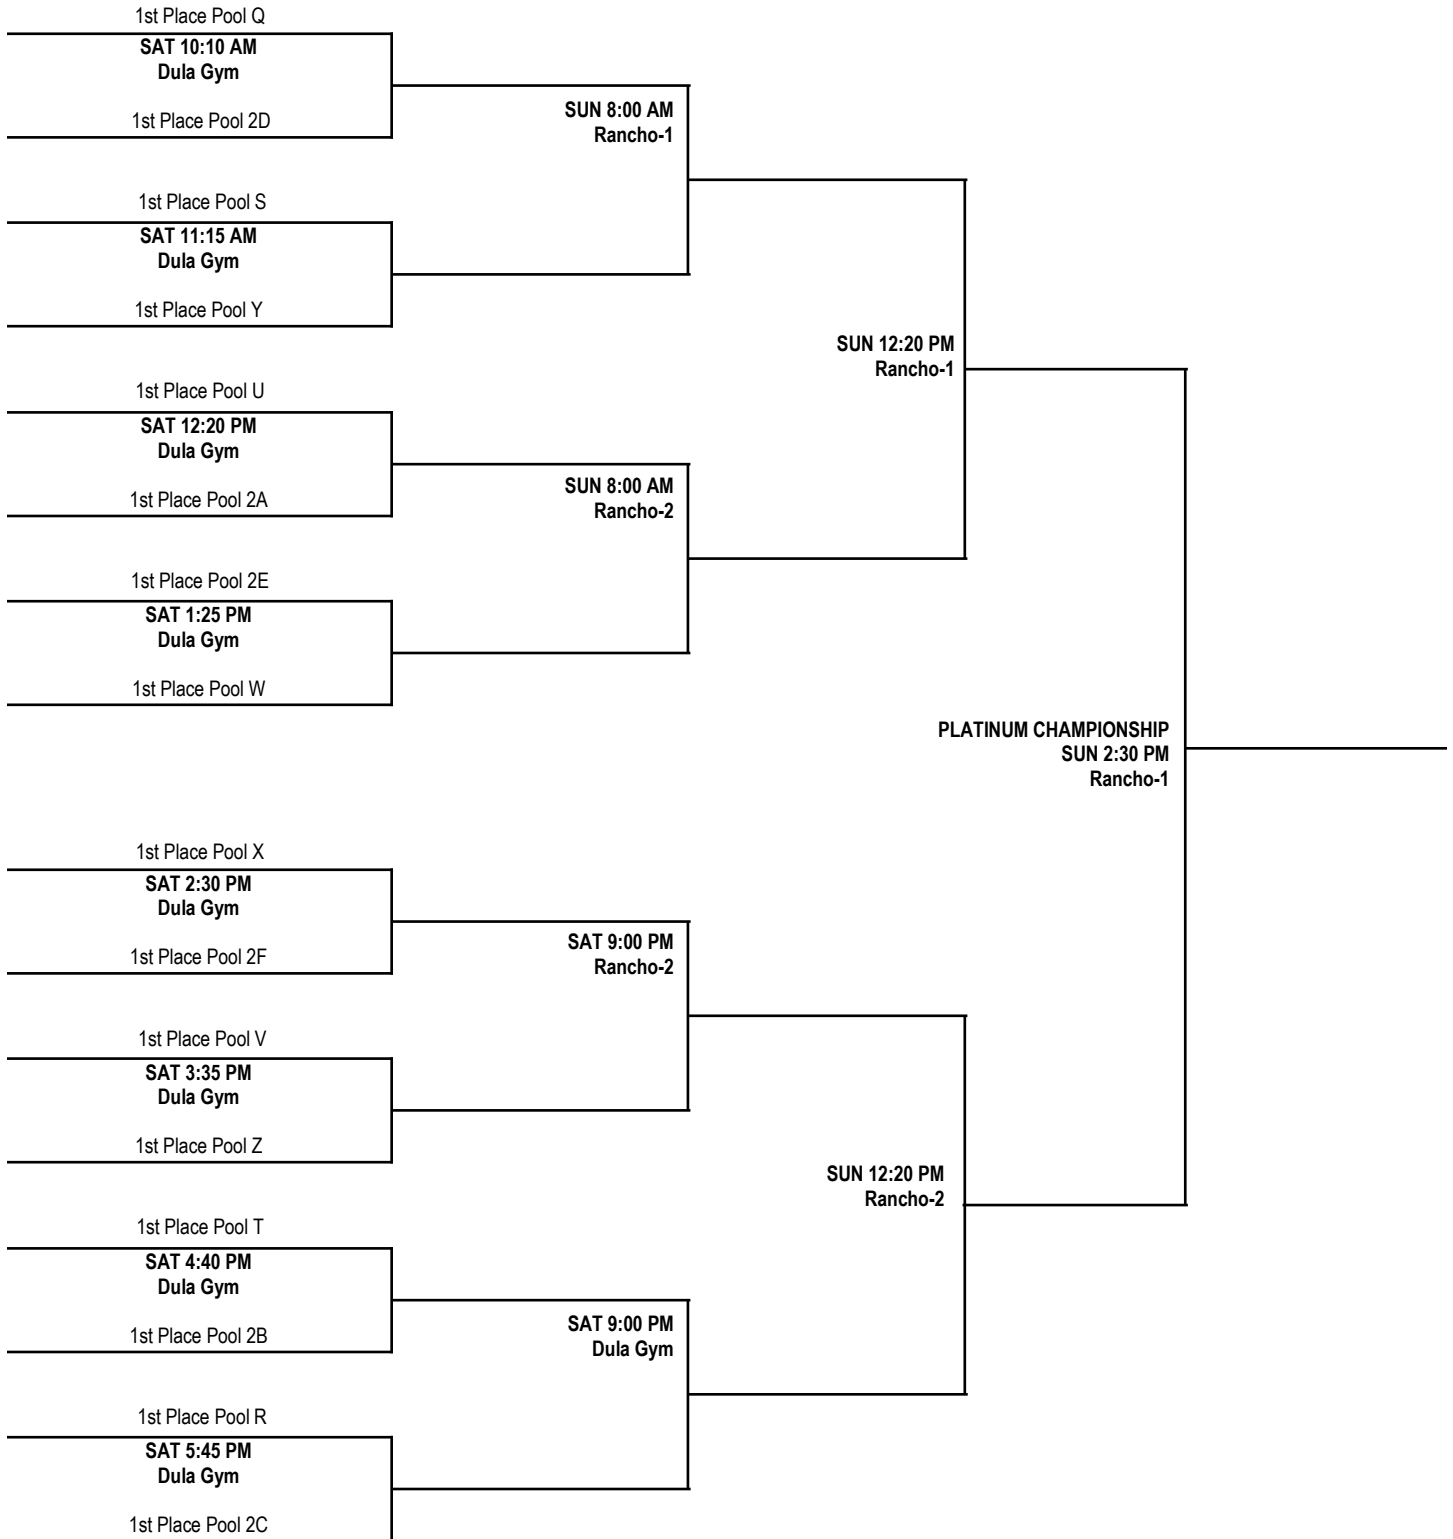 1st Place Pool Q
SAT 10:10 AM
Dula Gym
1st Place Pool 2D
SUN 8:00 AM
Rancho-1
1st Place Pool S
SAT 11:15 AM
Dula Gym
1st Place Pool Y
SUN 12:20 PM
Rancho-1
1st Place Pool U
SAT 12:20 PM
Dula Gym
1st Place Pool 2A
SUN 8:00 AM
Rancho-2
1st Place Pool 2E
SAT 1:25 PM
Dula Gym
1st Place Pool W
PLATINUM CHAMPIONSHIP
SUN 2:30 PM
Rancho-1
1st Place Pool X
SAT 2:30 PM
Dula Gym
1st Place Pool 2F
SAT 9:00 PM
Rancho-2
1st Place Pool V
SAT 3:35 PM
Dula Gym
1st Place Pool Z
SUN 12:20 PM
Rancho-2
1st Place Pool T
SAT 4:40 PM
Dula Gym
1st Place Pool 2B
SAT 9:00 PM
Dula Gym
1st Place Pool R
SAT 5:45 PM
Dula Gym
1st Place Pool 2C